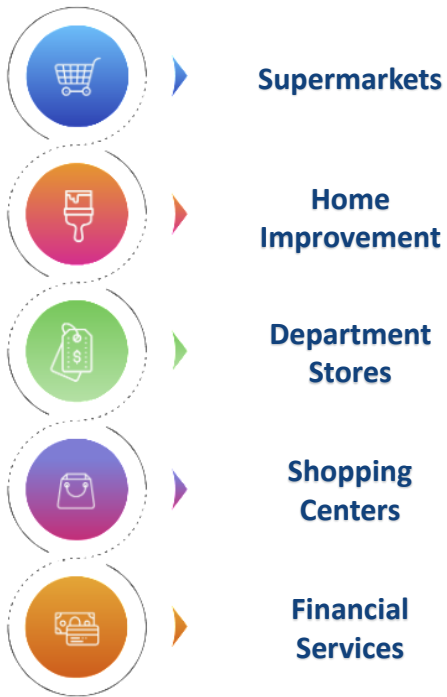 Supermarkets
Home
Improvement
$
Department
Stores
Shopping
Centers
Financial
Services